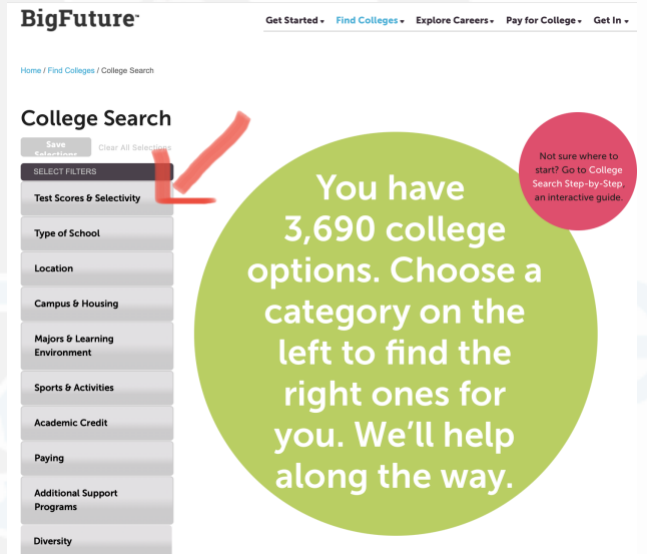 BigFuture™
Get Started Find Colleges Explore Careers Pay for College Get In
Home / Find Colleges / College Search
College Search
Save
Selections
Clear All Selections
SELECT FILTERS
Test Scores & Selectivity
Type of School
Location
Campus & Housing
Majors & Learning
Environment
Sports & Activities
Academic Credit
Paying
Additional Support
Programs
Diversity
You have
3,690 college
options. Choose a
category on the
left to find the
right ones for
you. We'll help
along the way.
Not sure where to
start? Go to College
Search Step-by-Step,
an interactive guide.